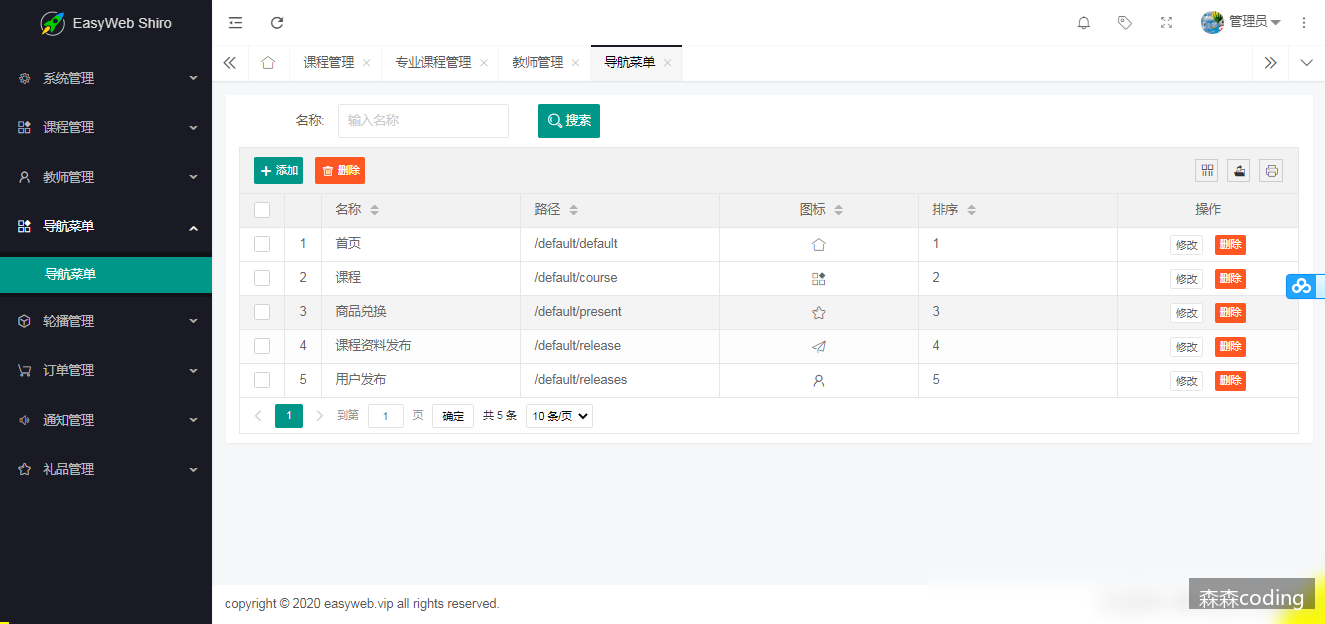 EasyWeb Shiro
管理员
系统管理
课程管理
教师管理
导航菜单
导航菜单
轮播管理
订单管理
通知管理
礼品管理
课程管理 专业课程管理 教师管理 导航菜单
名称: 输入名称 搜索
添加 删除
名称 路径 图标 排序 操作
1 首页 /default/default 1 修改 删除
2 课程 /default/course 2 修改 删除
3 商品兑换 /default/present 3 修改 删除
4 课程资料发布 /default/release 4 修改 删除
5 用户发布 /default/releases 5 修改 删除
1 到第 1 页 确定 共 5 条 10 条/页
copyright © 2020 easyweb.vip all rights reserved.
森森coding